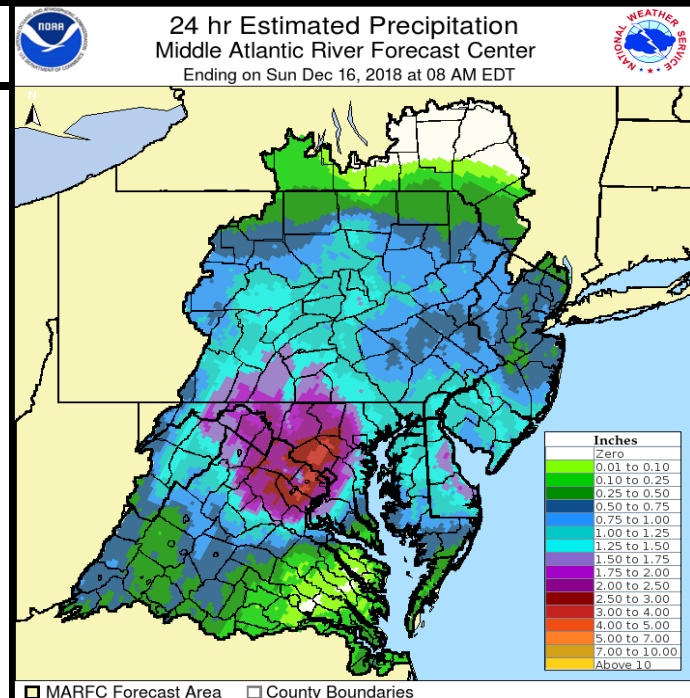 24 hr Estimated Precipitation
Middle Atlantic River Forecast Center
Ending on Sun Dec 16, 2018 at 08 AM EDT
NOAA
NATIONAL WEATHER SERVICE
N
Inches
Zero
0.01 to 0.10
0.10 to 0.25
0.25 to 0.50
0.50 to 0.75
0.75 to 1.00
1.00 to 1.25
1.25 to 1.50
1.50 to 1.75
1.75 to 2.00
2.00 to 2.50
2.50 to 3.00
3.00 to 4.00
4.00 to 5.00
5.00 to 7.00
7.00 to 10.00
Above 10
MARFC Forecast Area
County Boundaries